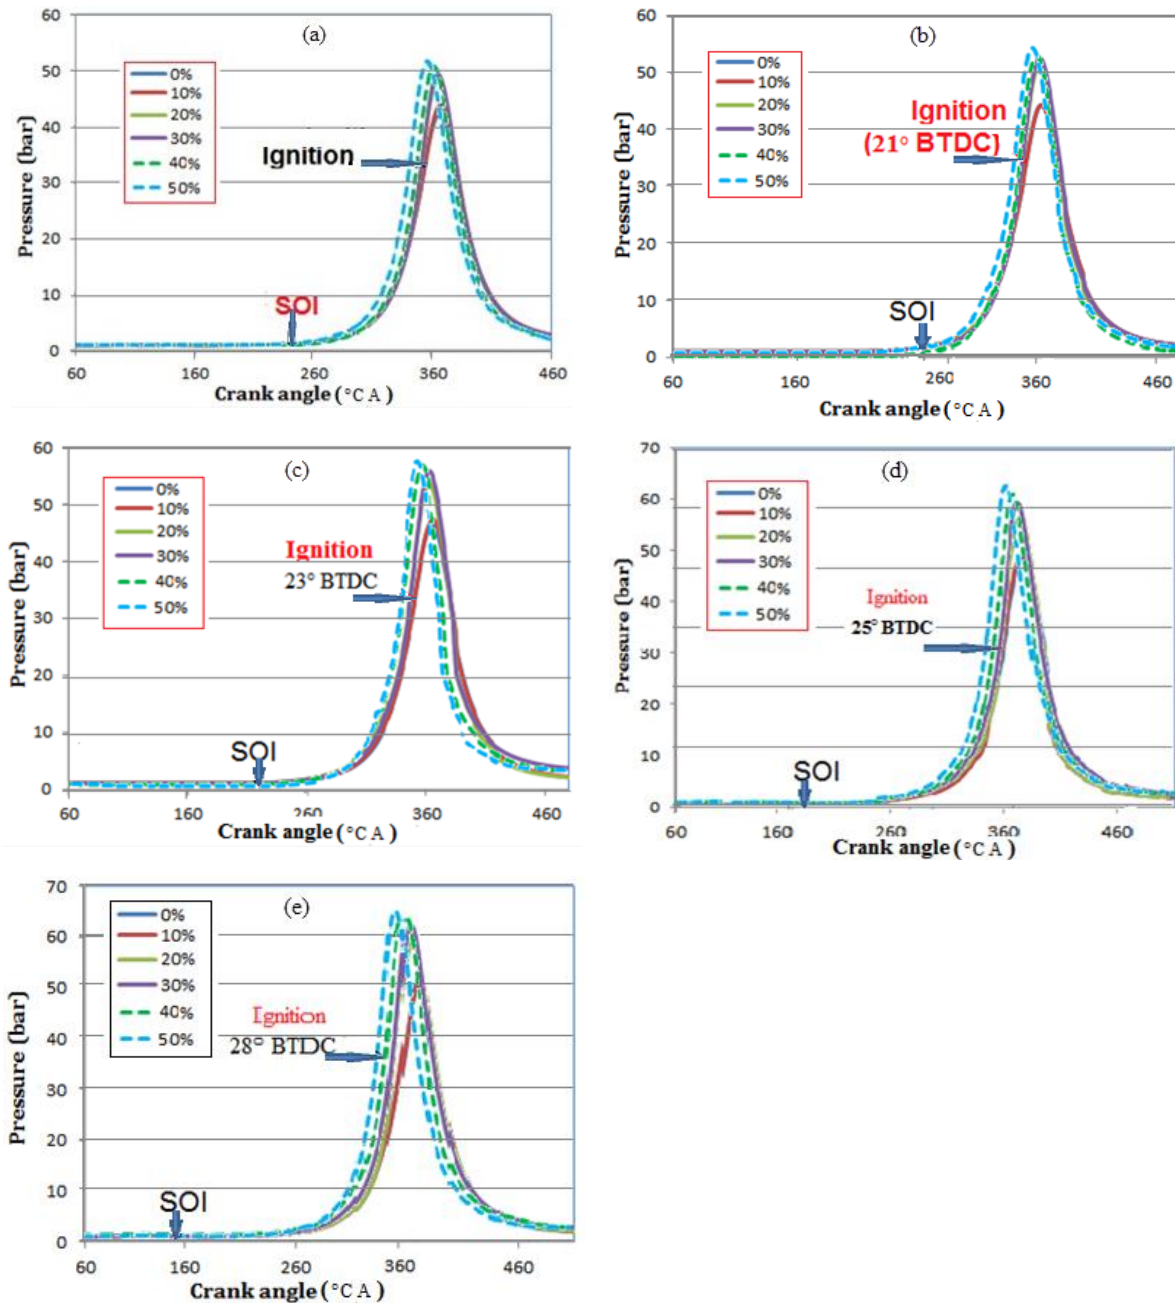 (a)
60
50
40
30
20
10
0
Pressure (bar)
0%
10%
20%
30%
40%
50%
Ignition
SOI
60 160 260 360 460
Crank angle (°C A )
(b)
60
50
40
30
20
10
0
Pressure (bar)
0%
10%
20%
30%
40%
50%
Ignition
(21° BTDC)
SOI
60 160 260 360 460
Crank angle (°C A )
(c)
60
50
40
30
20
10
0
Pressure (bar)
0%
10%
20%
30%
40%
50%
Ignition
23° BTDC
SOI
60 160 260 360 460
Crank angle (°C A )
(d)
70
60
50
40
30
20
10
0
Pressure (bar)
0%
10%
20%
30%
40%
50%
Ignition
25° BTDC
SOI
60 160 260 360 460
Crank angle (°C A )
(e)
70
60
50
40
30
20
10
0
Pressure (bar)
0%
10%
20%
30%
40%
50%
Ignition
28° BTDC
SOI
60 160 260 360 460
Crank angle (°C A )